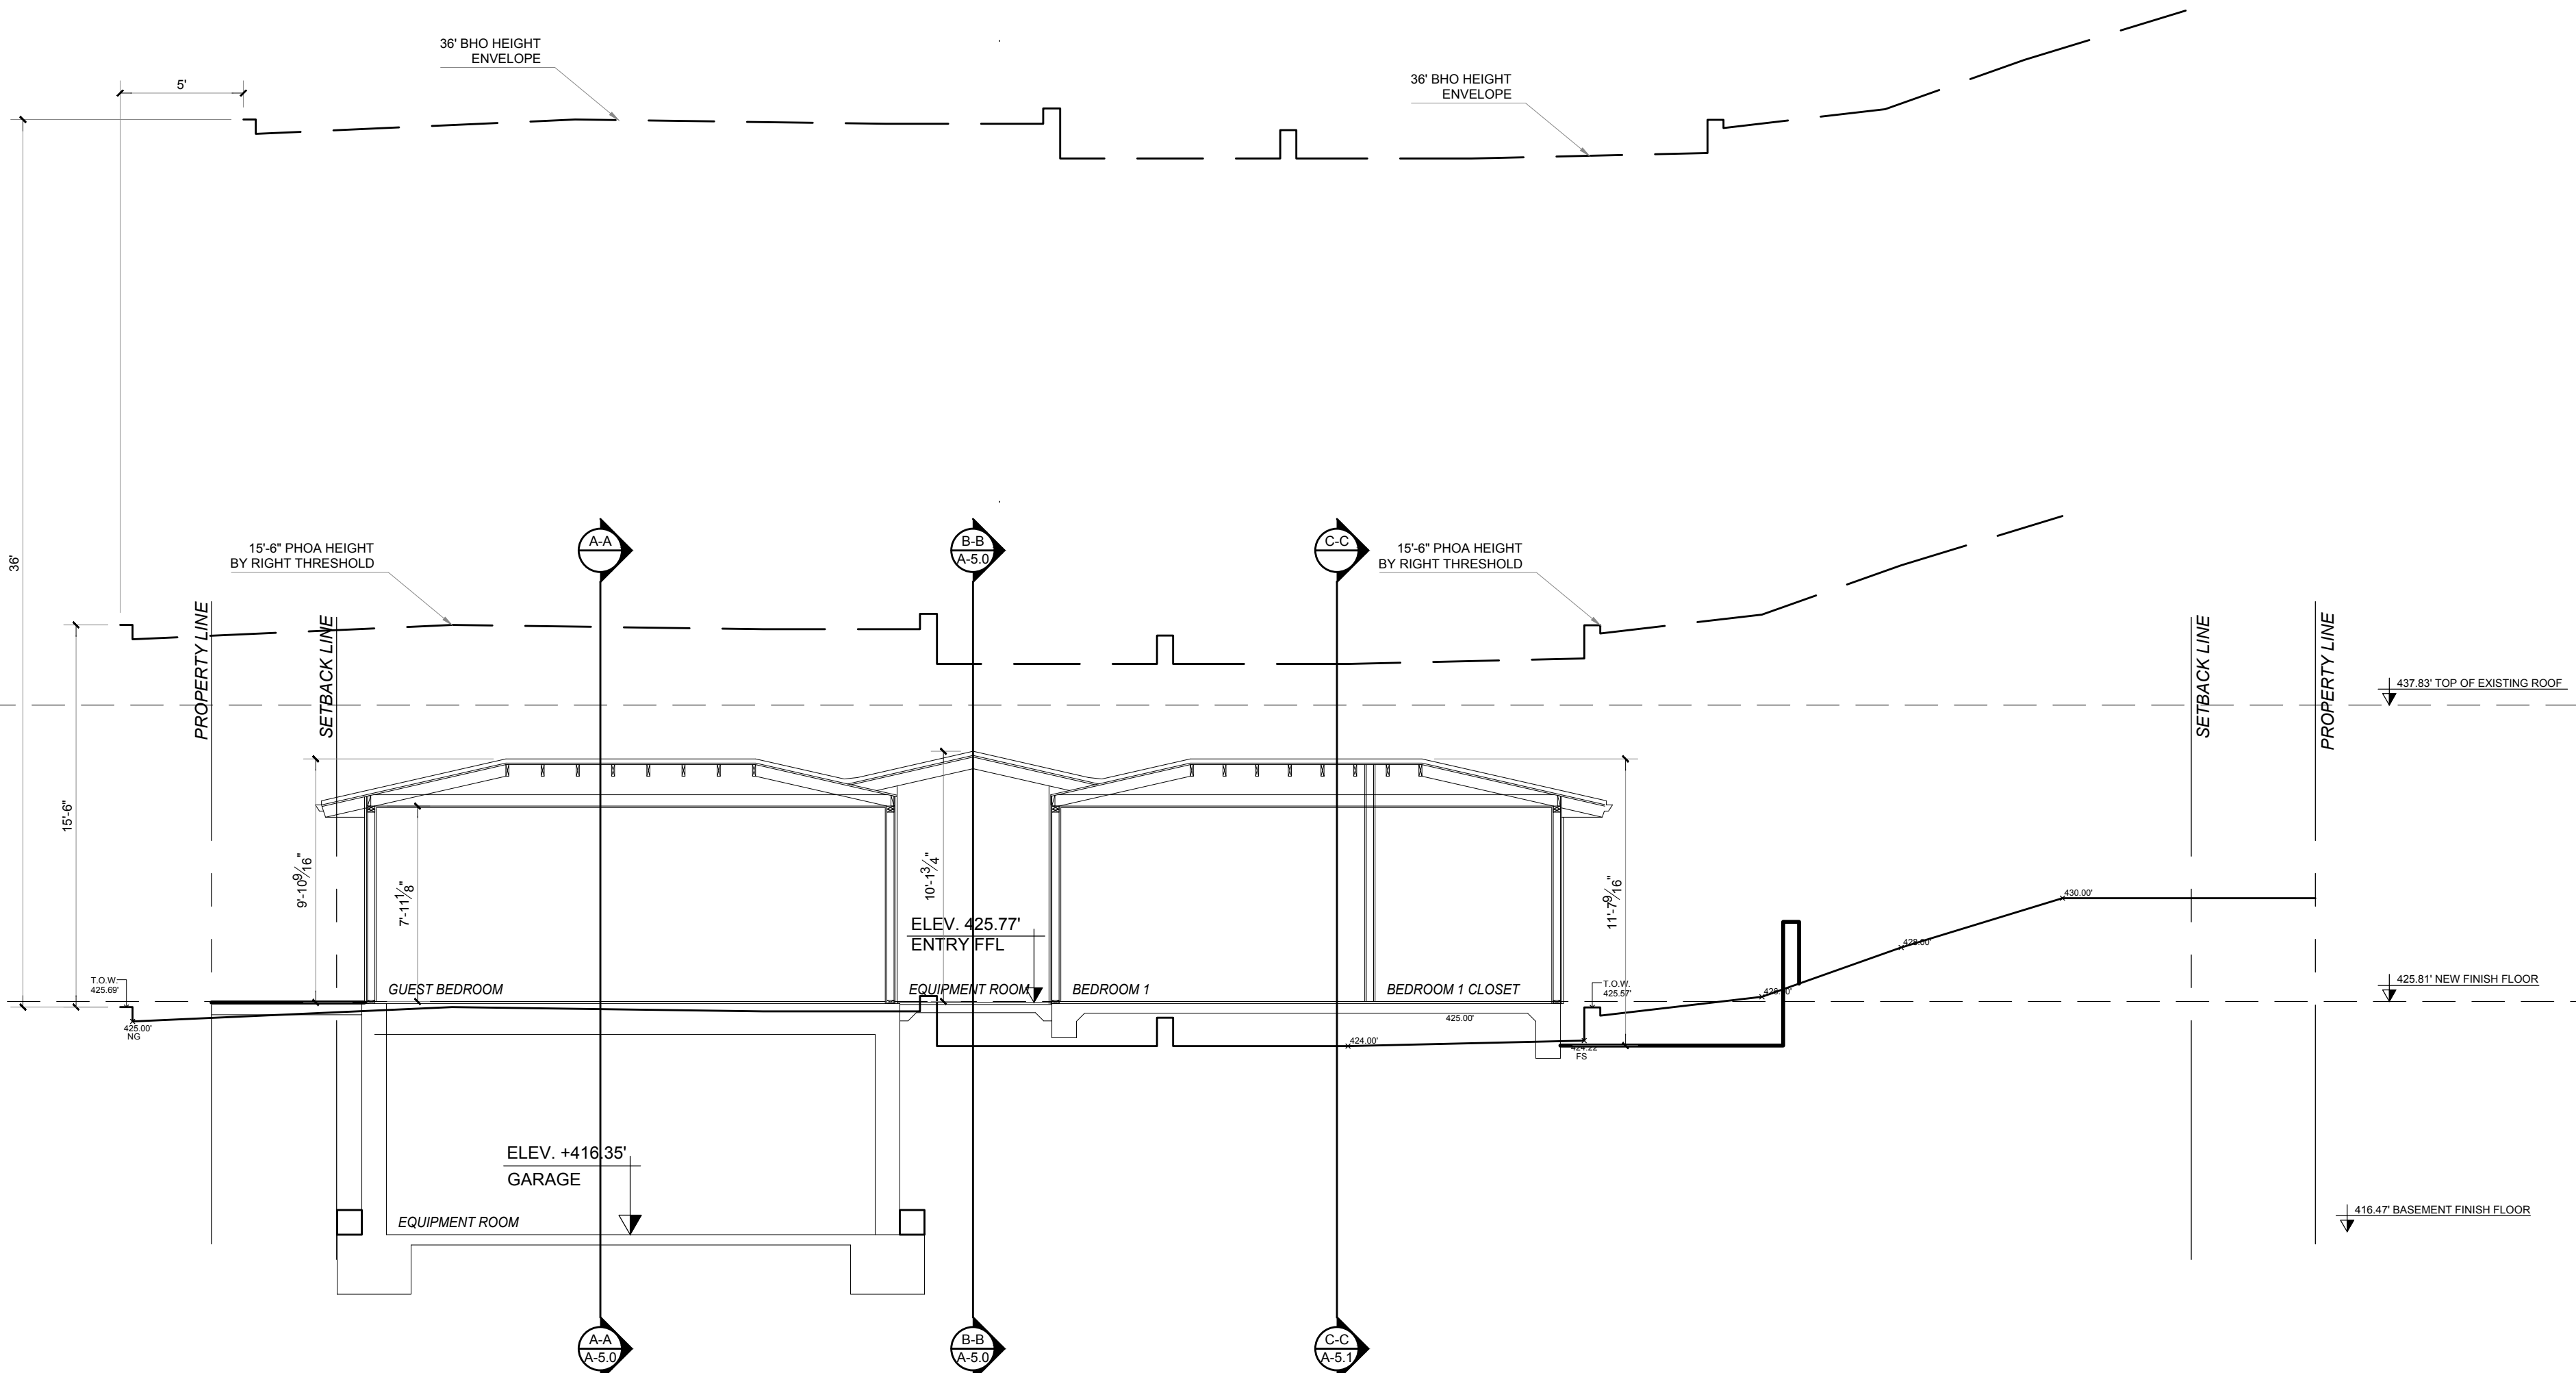 36' BHO HEIGHT
ENVELOPE
5'
36' BHO HEIGHT
ENVELOPE
36'
15'-6" PHOA HEIGHT
BY RIGHT THRESHOLD
A-A
B-B
A-5.0
C-C
15'-6" PHOA HEIGHT
BY RIGHT THRESHOLD
PROPERTY LINE
SETBACK LINE
SETBACK LINE
PROPERTY LINE
437.83' TOP OF EXISTING ROOF
15'-6"
9'-10 9/16"
7'-11 1/8"
10'-1 3/4"
11'-7 9/16"
430.00'
ELEV. 425.77'
ENTRY FFL
T.O.W.
425.69'
GUEST BEDROOM
EQUIPMENT ROOM
BEDROOM 1
BEDROOM 1 CLOSET
T.O.W.
425.57'
425.81' NEW FINISH FLOOR
425.00'
NG
425.00'
424.00'
424.22'
FS
ELEV. +416.35'
GARAGE
EQUIPMENT ROOM
416.47' BASEMENT FINISH FLOOR
A-A
A-5.0
B-B
A-5.0
C-C
A-5.1